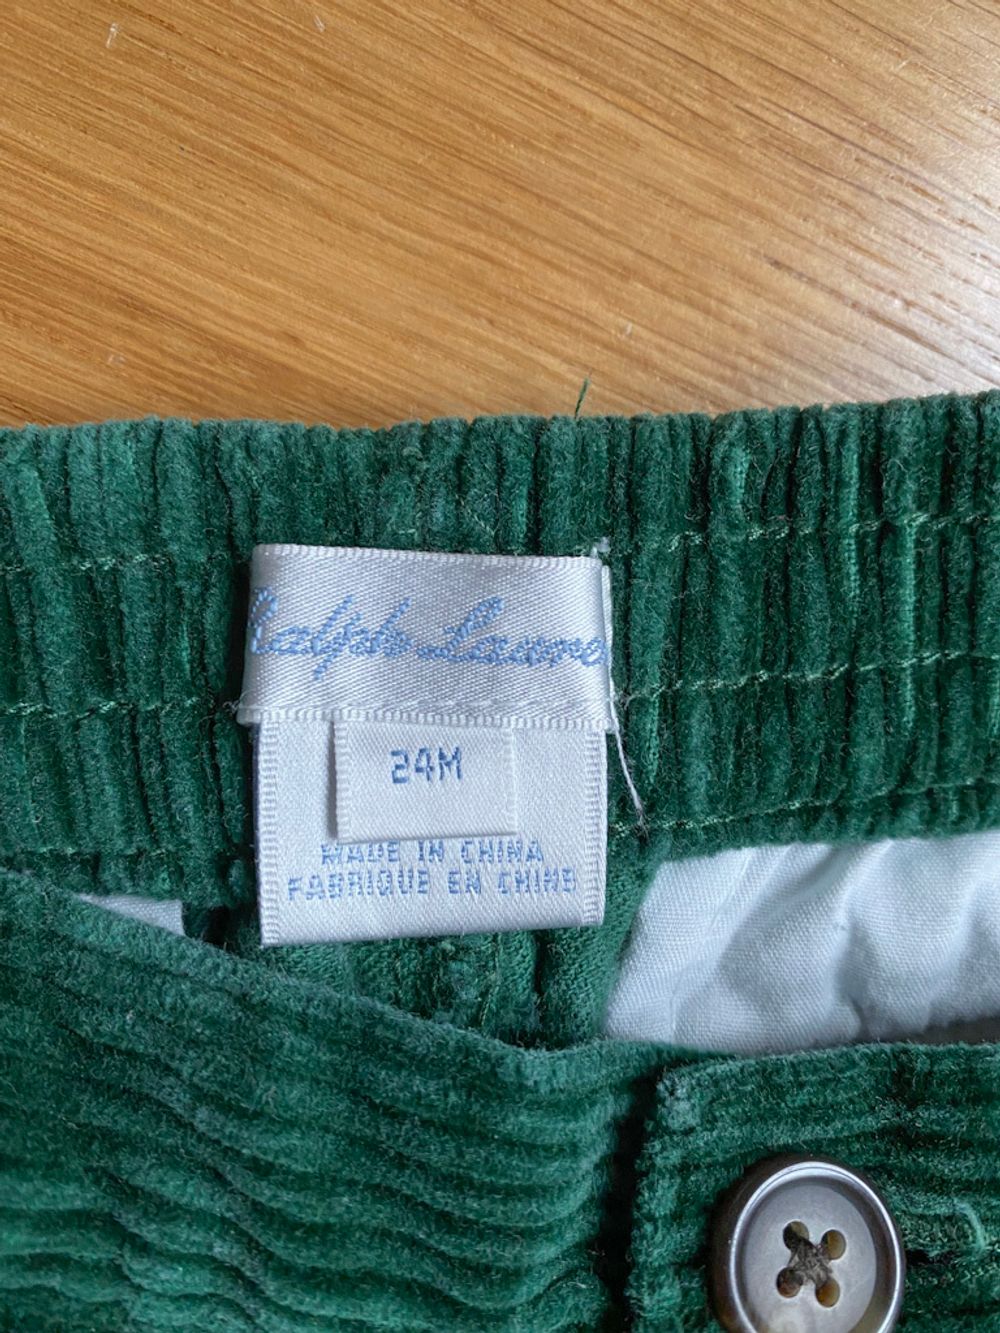 Ralph Lauren
24M
MADE IN CHINA
FABRIQUE EN CHINE